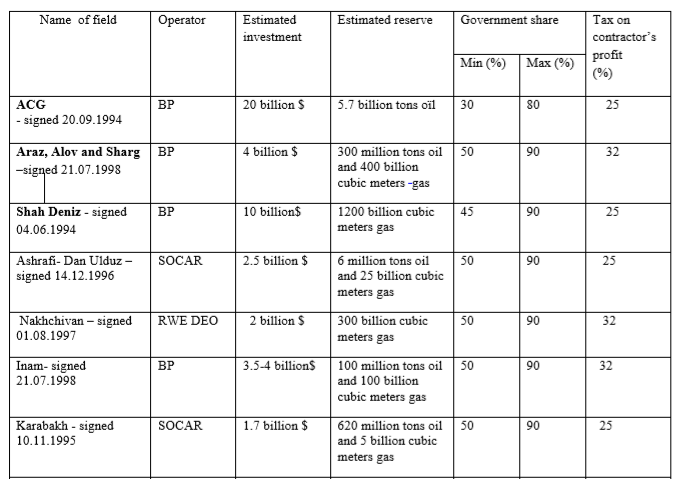 Name of field Operator Estimated Estimated reserve Government share Tax on
investment contractor’s
profit
Min (%) Max (%) (%)
ACG BP 20 billion $ 5.7 billion tons oïl 30 80 25
- signed 20.09.1994
Araz, Alov and Sharg BP 4 billion $ 300 million tons oil 50 90 32
–signed 21.07.1998 and 400 billion
cubic meters -gas
Shah Deniz - signed BP 10 billion$ 1200 billion cubic 45 90 25
04.06.1994 meters gas
Ashrafi- Dan Ulduz – SOCAR 2.5 billion $ 6 million tons oil 50 90 25
signed 14.12.1996 and 25 billion cubic
meters gas
Nakhchivan – signed RWE DEO 2 billion $ 300 billion cubic 50 90 32
01.08.1997 meters gas
Inam- signed BP 3.5-4 billion$ 100 million tons oil 50 90 32
21.07.1998 and 100 billion
cubic meters gas
Karabakh - signed SOCAR 1.7 billion $ 620 million tons oil 50 90 25
10.11.1995 and 5 billion cubic
meters gas